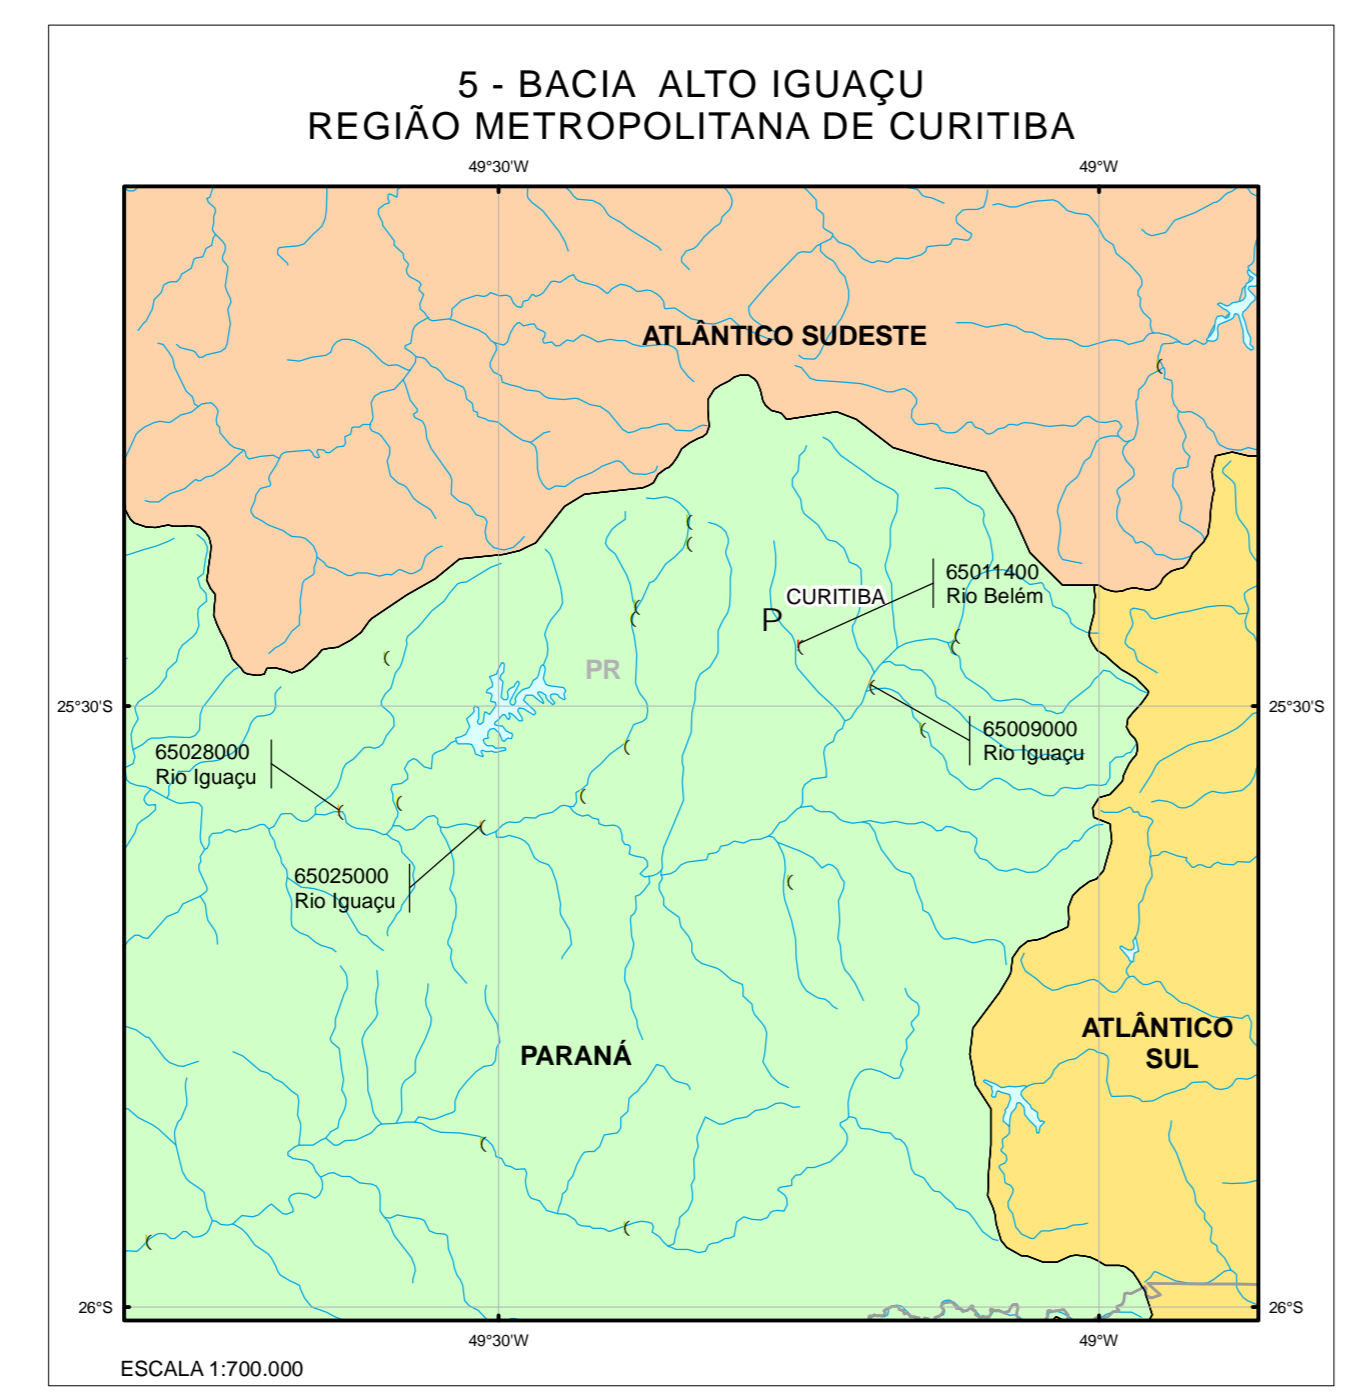 5 - BACIA ALTO IGUAÇU
REGIÃO METROPOLITANA DE CURITIBA
49°30'W
49°W
ATLÂNTICO SUDESTE
65011400
Rio Belém
CURITIBA
P
PR
25°30'S
25°30'S
65009000
Rio Iguaçu
65028000
Rio Iguaçu
65025000
Rio Iguaçu
ATLÂNTICO
SUL
PARANÁ
26°S
26°S
49°30'W
49°W
ESCALA 1:700.000